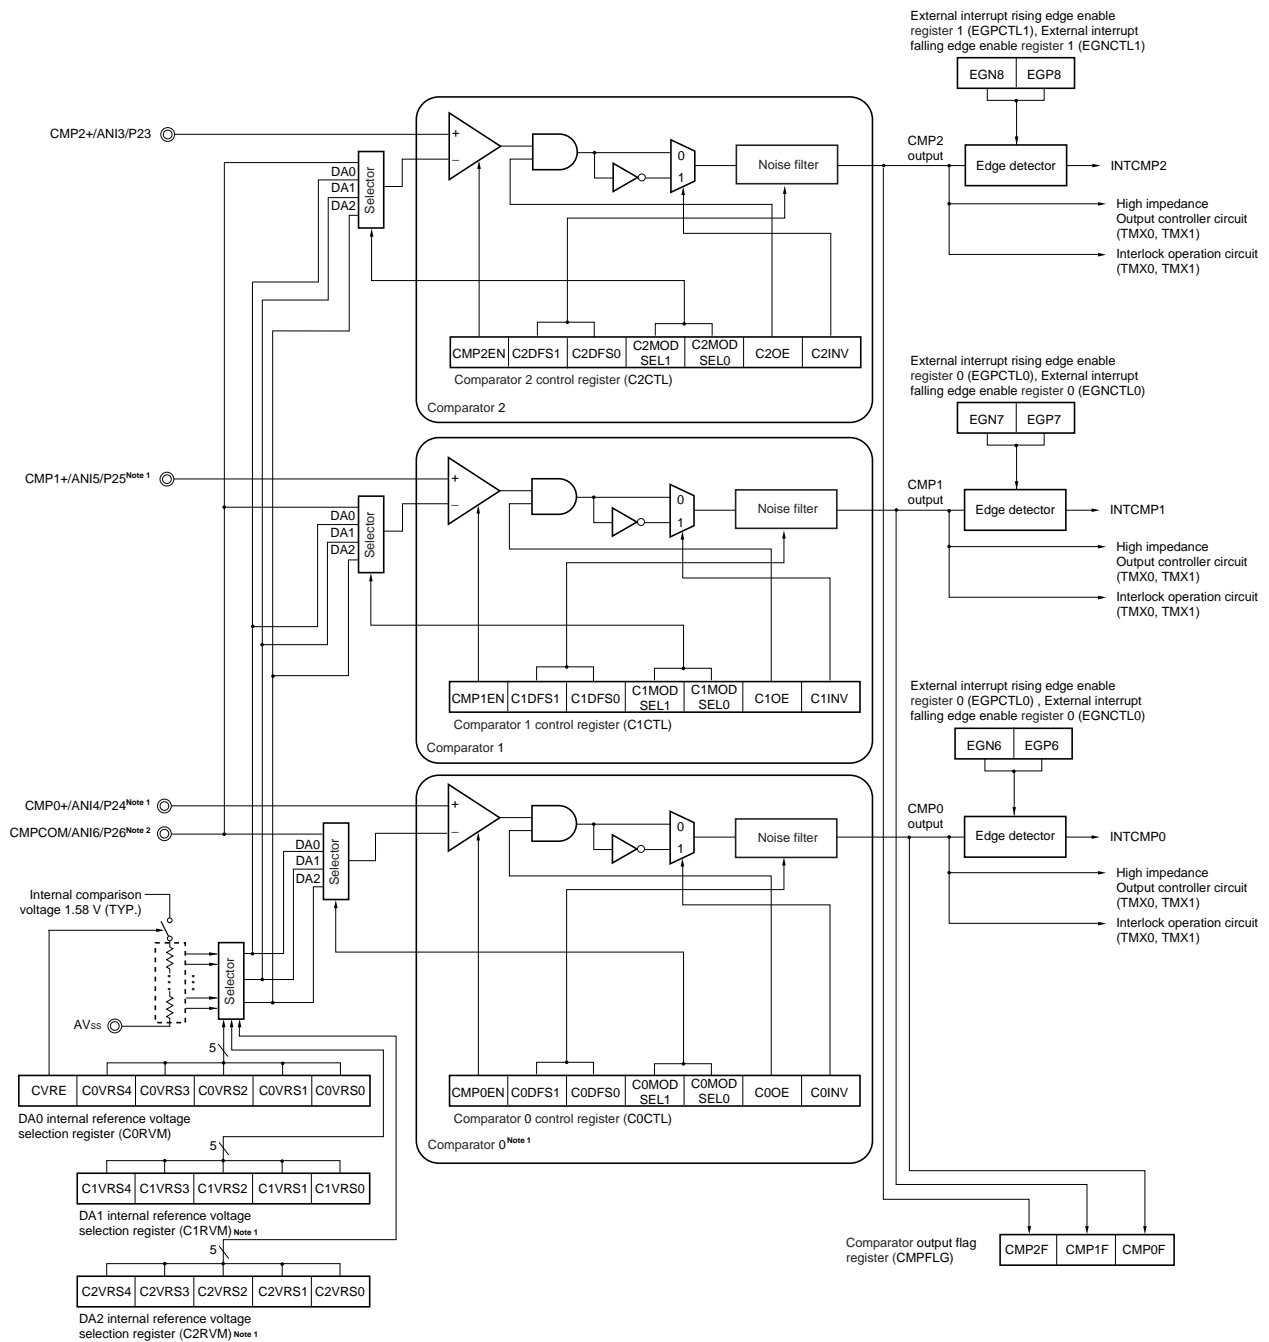 External interrupt rising edge enable
register 1 (EGPCTL1), External interrupt
falling edge enable register 1 (EGNCTL1)
EGN8
EGP8
CMP2+/ANI3/P23
DA0
DA1
DA2
Selector
+
−
0
1
Noise filter
CMP2
output
Edge detector
INTCMP2
High impedance
Output controller circuit
(TMX0, TMX1)
Interlock operation circuit
(TMX0, TMX1)
CMP2EN
C2DFS1
C2DFS0
C2MOD
SEL1
C2MOD
SEL0
C2OE
C2INV
Comparator 2 control register (C2CTL)
Comparator 2
External interrupt rising edge enable
register 0 (EGPCTL0), External interrupt
falling edge enable register 0 (EGNCTL0)
EGN7
EGP7
CMP1+/ANI5/P25Note 1
DA0
DA1
DA2
Selector
+
−
0
1
Noise filter
CMP1
output
Edge detector
INTCMP1
High impedance
Output controller circuit
(TMX0, TMX1)
Interlock operation circuit
(TMX0, TMX1)
CMP1EN
C1DFS1
C1DFS0
C1MOD
SEL1
C1MOD
SEL0
C1OE
C1INV
Comparator 1 control register (C1CTL)
Comparator 1
External interrupt rising edge enable
register 0 (EGPCTL0) , External interrupt
falling edge enable register 0 (EGNCTL0)
EGN6
EGP6
CMP0+/ANI4/P24Note 1
CMPCOM/ANI6/P26Note 2
DA0
DA1
DA2
Selector
+
−
0
1
Noise filter
CMP0
output
Edge detector
INTCMP0
High impedance
Output controller circuit
(TMX0, TMX1)
Interlock operation circuit
(TMX0, TMX1)
Internal comparison
voltage 1.58 V (TYP.)
Selector
AVSS
5
CVRE
C0VRS4
C0VRS3
C0VRS2
C0VRS1
C0VRS0
DA0 internal reference voltage
selection register (C0RVM)
CMP0EN
C0DFS1
C0DFS0
C0MOD
SEL1
C0MOD
SEL0
C0OE
C0INV
Comparator 0 control register (C0CTL)
Comparator 0Note 1
5
C1VRS4
C1VRS3
C1VRS2
C1VRS1
C1VRS0
DA1 internal reference voltage
selection register (C1RVM) Note 1
5
C2VRS4
C2VRS3
C2VRS2
C2VRS1
C2VRS0
DA2 internal reference voltage
selection register (C2RVM) Note 1
Comparator output flag
register (CMPFLG)
CMP2F
CMP1F
CMP0F